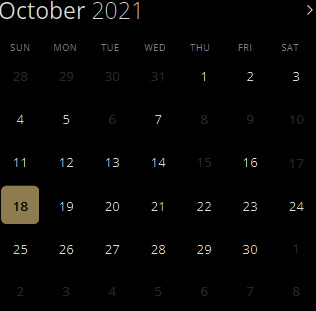 October 2021
SUN MON TUE WED THU FRI SAT
28 29 30 31 1 2 3
4 5 6 7 8 9 10
11 12 13 14 15 16 17
18 19 20 21 22 23 24
25 26 27 28 29 30 1
2 3 4 5 6 7 8